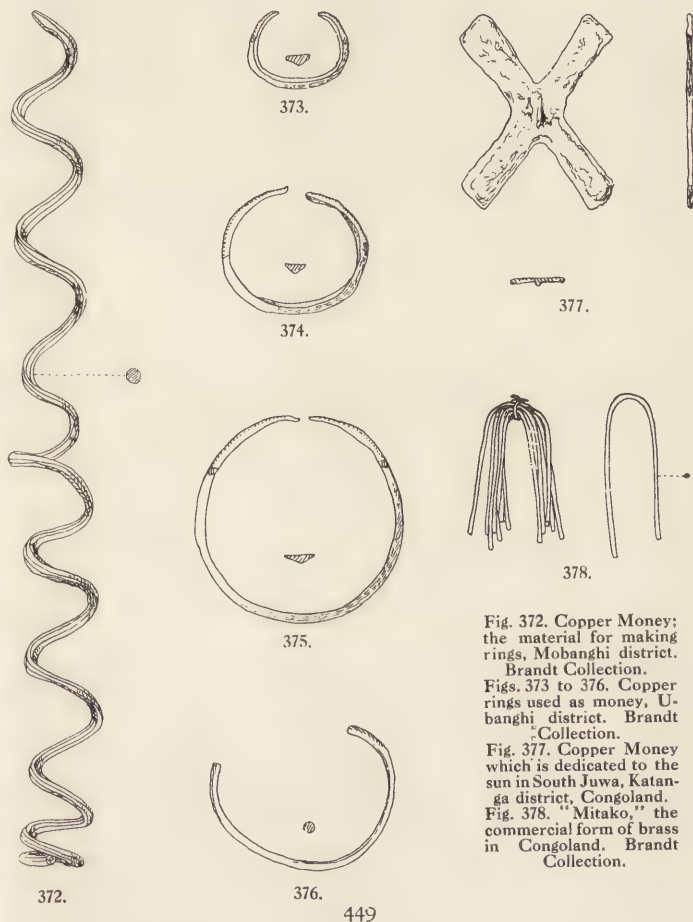 373.
374.
375.
377.
378.
Fig. 372. Copper Money;
the material for making
rings, Mobanghi district.
Brandt Collection.
Figs. 373 to 376. Copper
rings used as money, U-
banghi district. Brandt
Collection.
Fig. 377. Copper Money
which is dedicated to the
sun in South Juwa, Katan-
ga district, Congoland.
Fig. 378. "Mitako," the
commercial form of brass
in Congoland. Brandt
Collection.
372.
376.
449